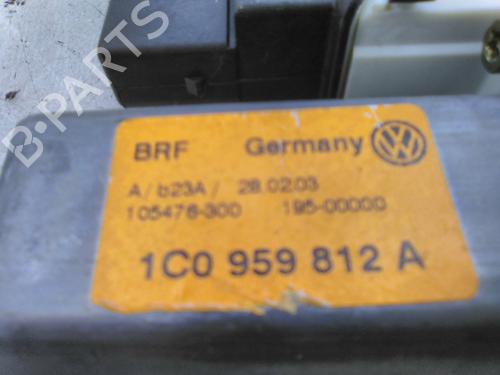 B-PARTS
BRF Germany
A / b23A / 28.02.03
105476-300 195-00000
1C0 959 812 A